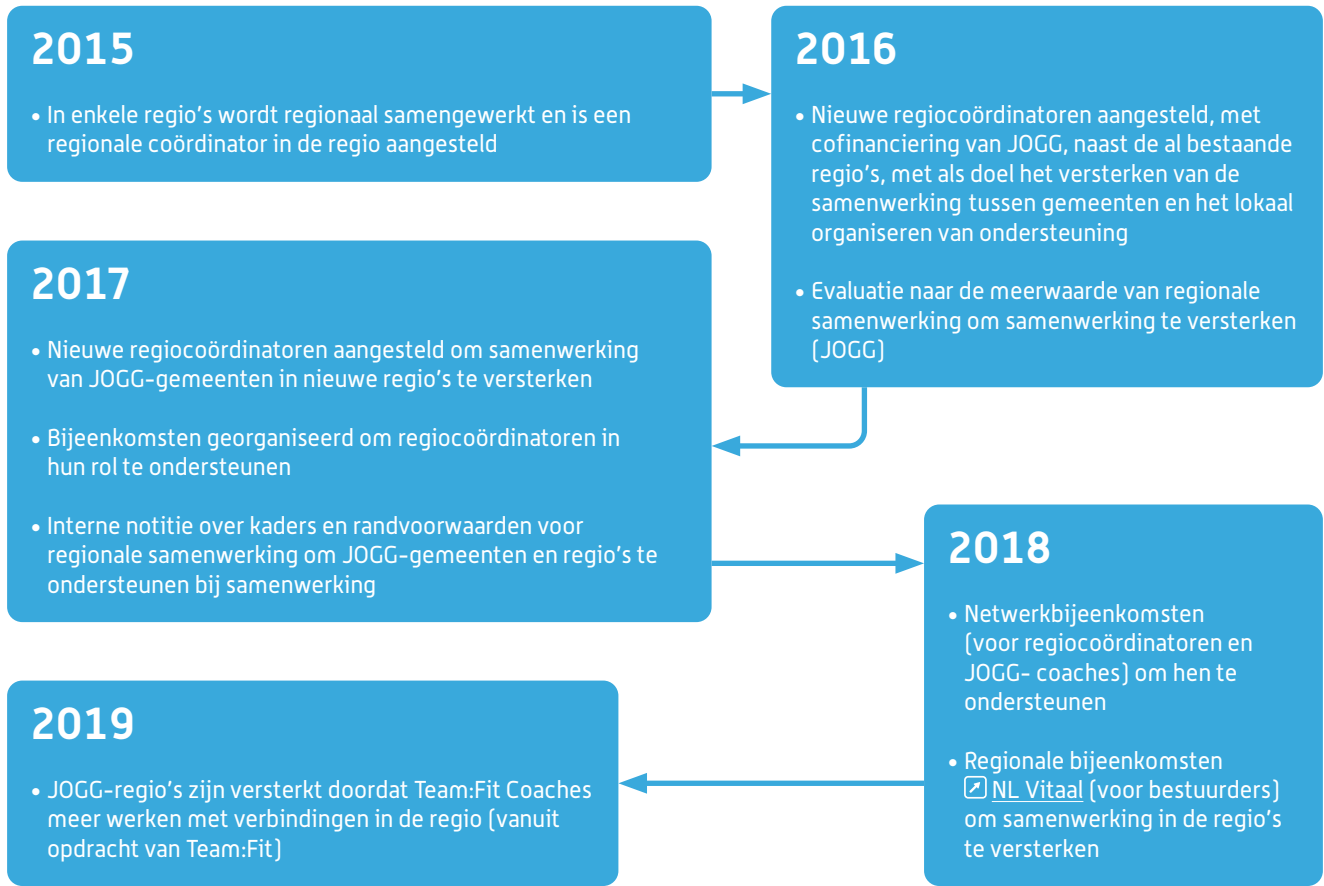 2015
• In enkele regio's wordt regionaal samengewerkt en is een
regionale coördinator in de regio aangesteld
2016
• Nieuwe regiocoördinatoren aangesteld, met
cofinanciering van JOGG, naast de al bestaande
regio's, met als doel het versterken van de
samenwerking tussen gemeenten en het lokaal
organiseren van ondersteuning
• Evaluatie naar de meerwaarde van regionale
samenwerking om samenwerking te versterken
(JOGG)
2017
• Nieuwe regiocoördinatoren aangesteld om samenwerking
van JOGG-gemeenten in nieuwe regio's te versterken
• Bijeenkomsten georganiseerd om regiocoördinatoren in
hun rol te ondersteunen
• Interne notitie over kaders en randvoorwaarden voor
regionale samenwerking om JOGG-gemeenten en regio's te
ondersteunen bij samenwerking
2018
• Netwerkbijeenkomsten
(voor regiocoördinatoren en
JOGG- coaches) om hen te
ondersteunen
• Regionale bijeenkomsten
NL Vitaal (voor bestuurders)
om samenwerking in de regio's
te versterken
2019
• JOGG-regio's zijn versterkt doordat Team:Fit Coaches
meer werken met verbindingen in de regio (vanuit
opdracht van Team:Fit)